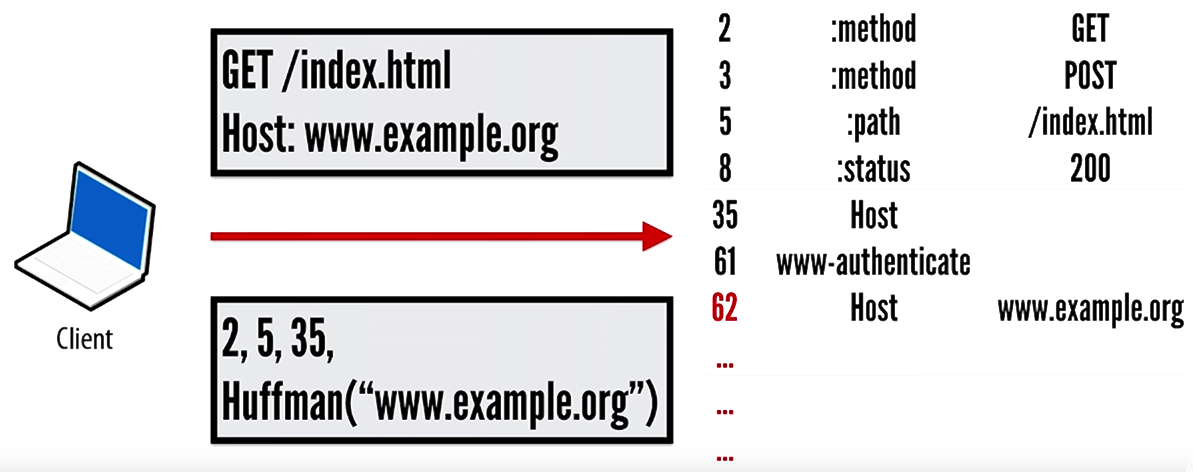 GET /index.html
Host: www.example.org
Client
2, 5, 35,
Huffman(“www.example.org”)
2 :method GET
3 :method POST
5 :path /index.html
8 :status 200
35 Host
61 www-authenticate
62 Host www.example.org
...
...
...